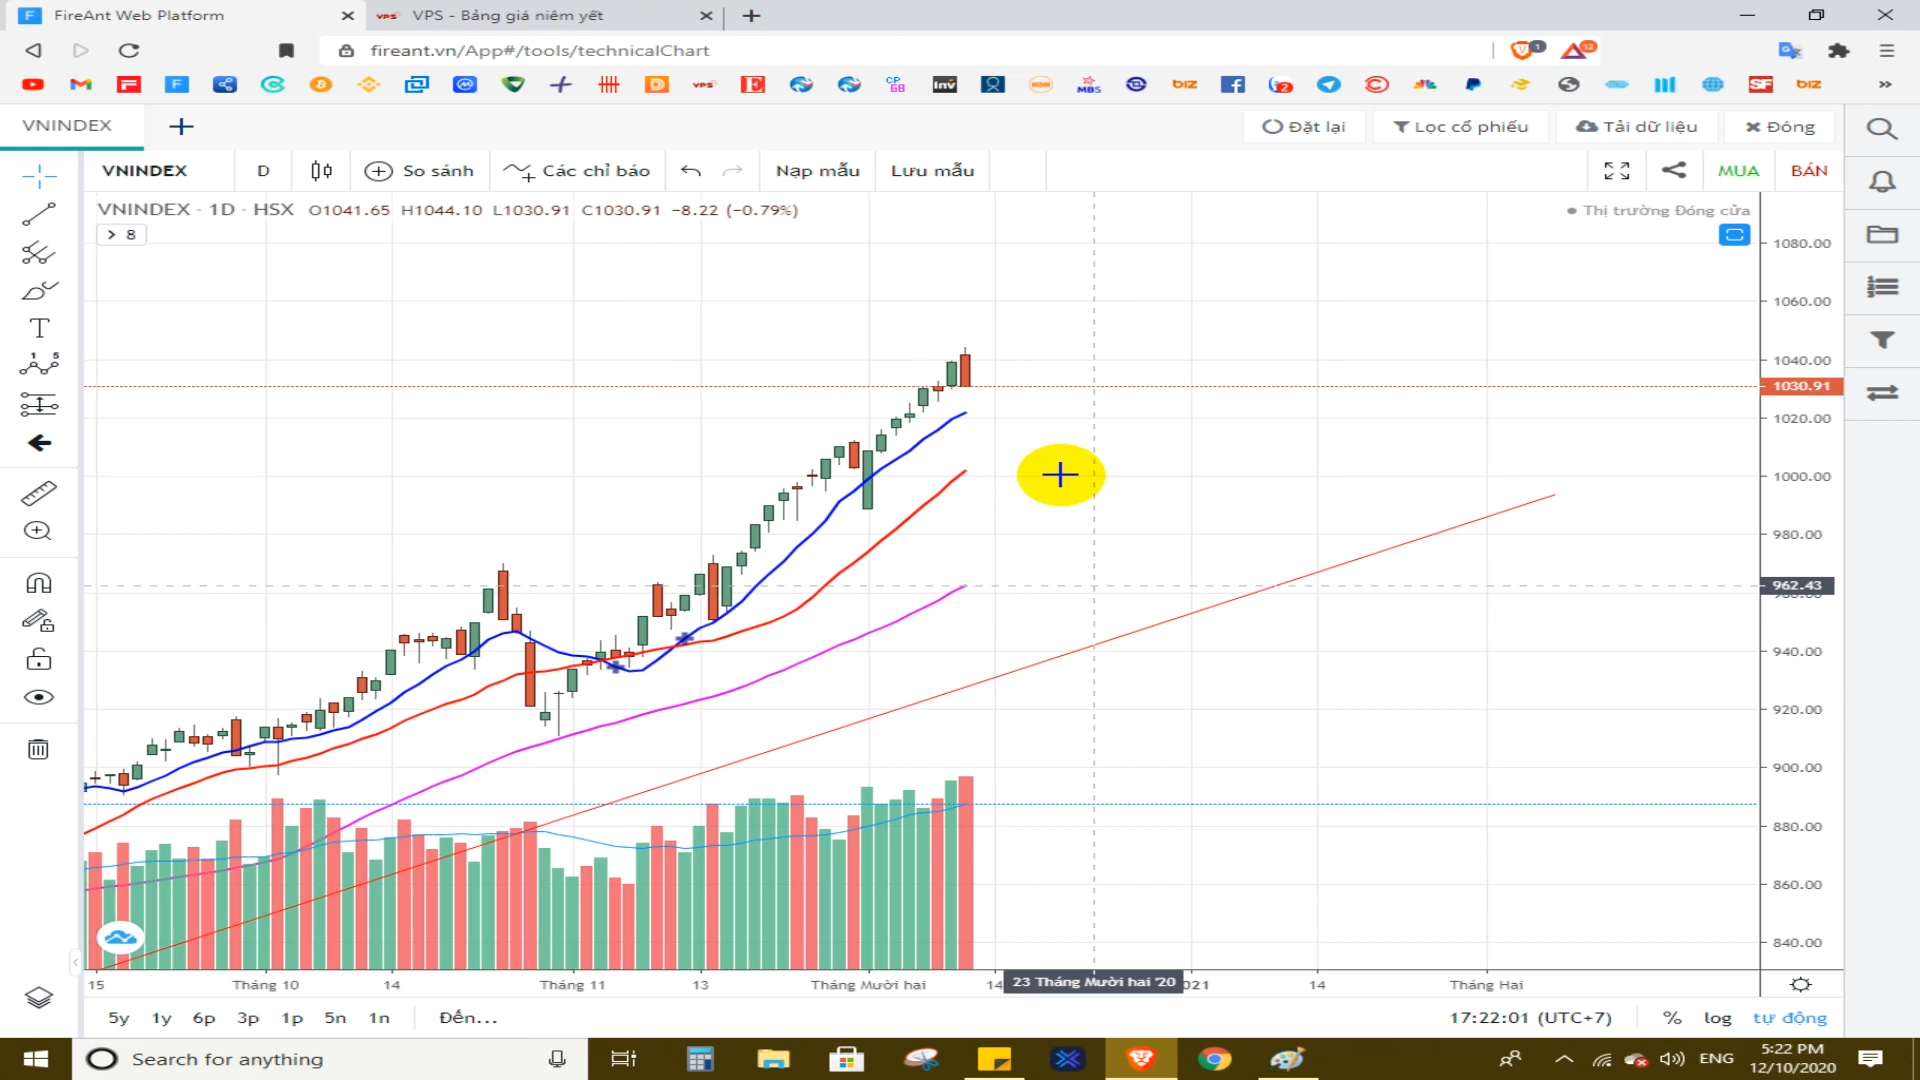 FireAnt Web Platform
VPS - Bảng giá niêm yết
fireant.vn/App#/tools/technicalChart
1
12
VNINDEX
Đặt lại
Lọc cổ phiếu
Tải dữ liệu
Đóng
VNINDEX
D
So sánh
Các chỉ báo
Nạp mẫu
Lưu mẫu
MUA
BÁN
VNINDEX · 1D · HSX O1041.65 H1044.10 L1030.91 C1030.91 −8.22 (−0.79%)
Thị trường Đóng cửa
8
1080.00
1060.00
1040.00
1030.91
1020.00
1000.00
980.00
962.43
940.00
920.00
900.00
880.00
860.00
840.00
15
Tháng 10
14
Tháng 11
13
Tháng Mười hai
14
23 Tháng Mười hai '20
021
14
Tháng Hai
5y 1y 6p 3p 1p 5n 1n
Đến...
17:22:01 (UTC+7)
%
log
tự động
Search for anything
ENG
5:22 PM
12/10/2020